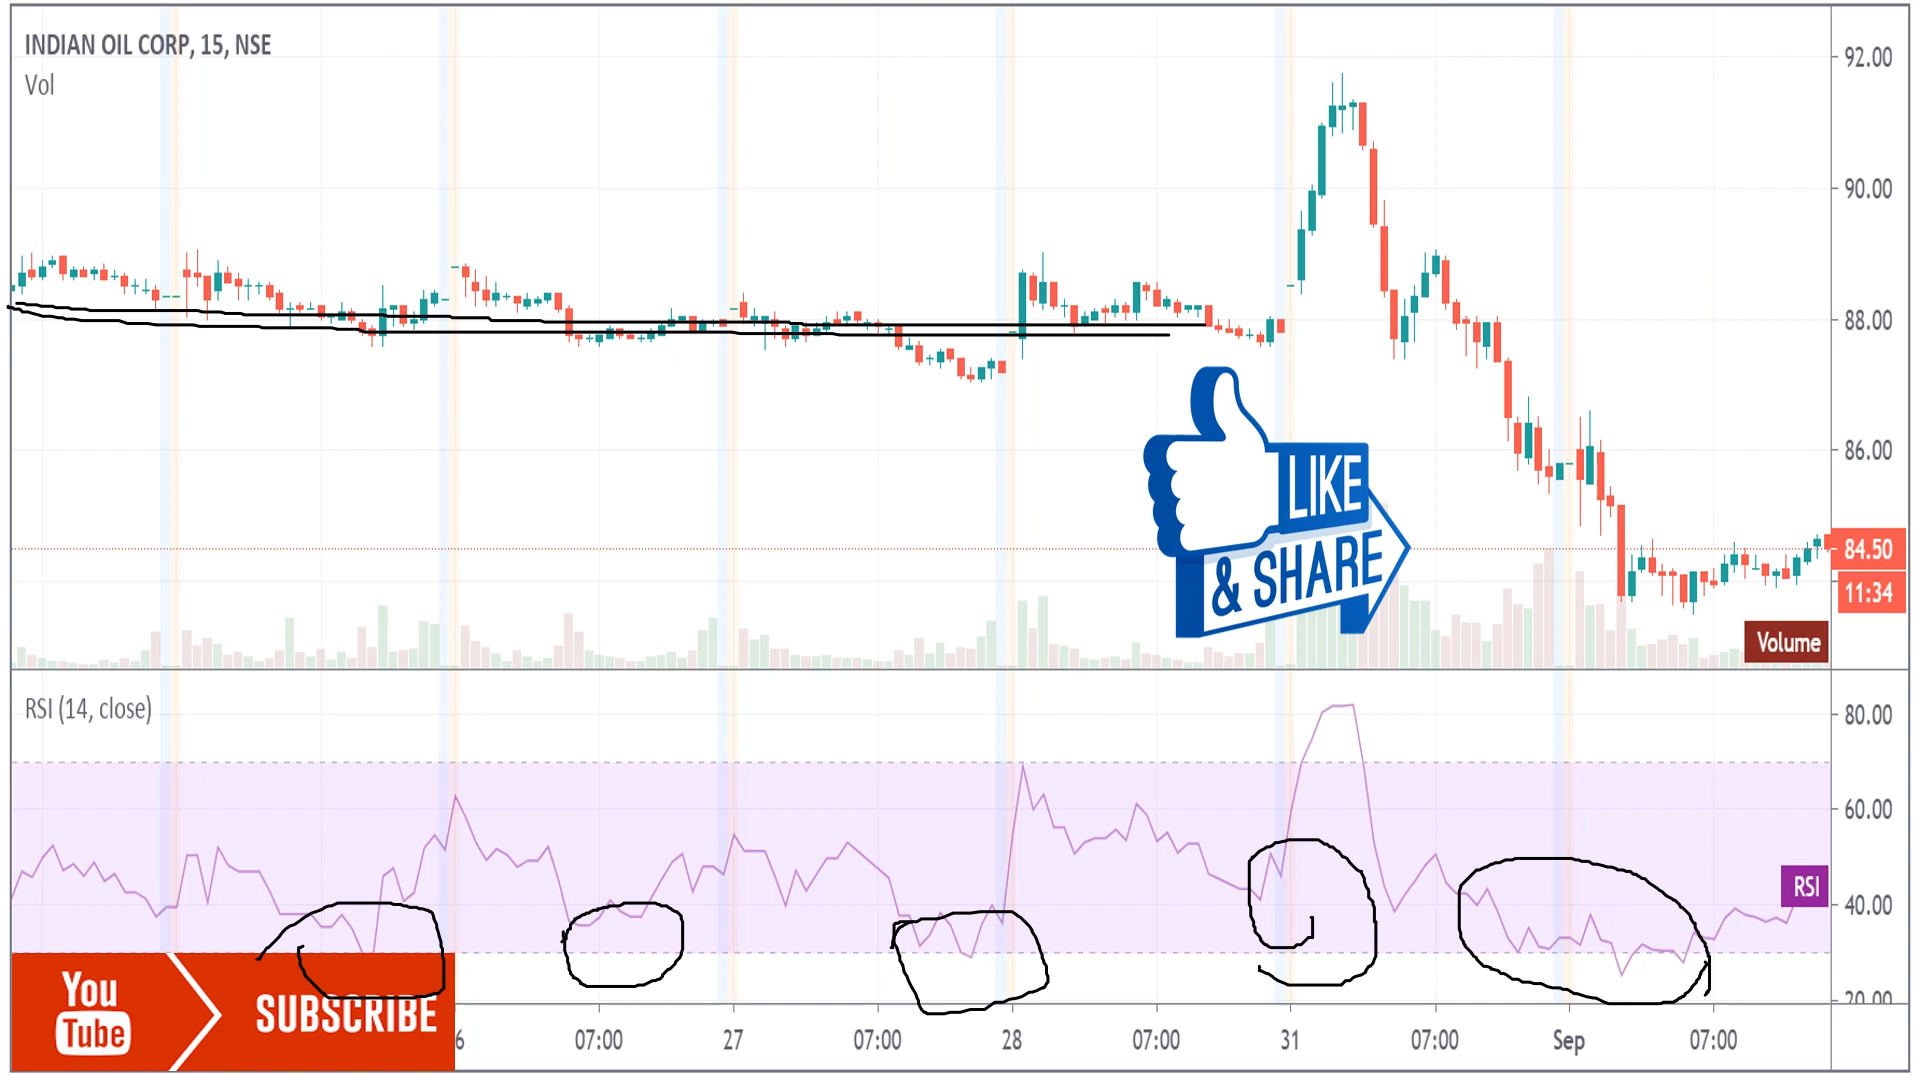 INDIAN OIL CORP, 15, NSE
Vol
92.00
90.00
88.00
86.00
84.50
11:34
Volume
LIKE
& SHARE
RSI (14, close)
80.00
60.00
RSI
40.00
20.00
You
Tube
SUBSCRIBE
6
07:00
27
07:00
28
07:00
31
07:00
Sep
07:00